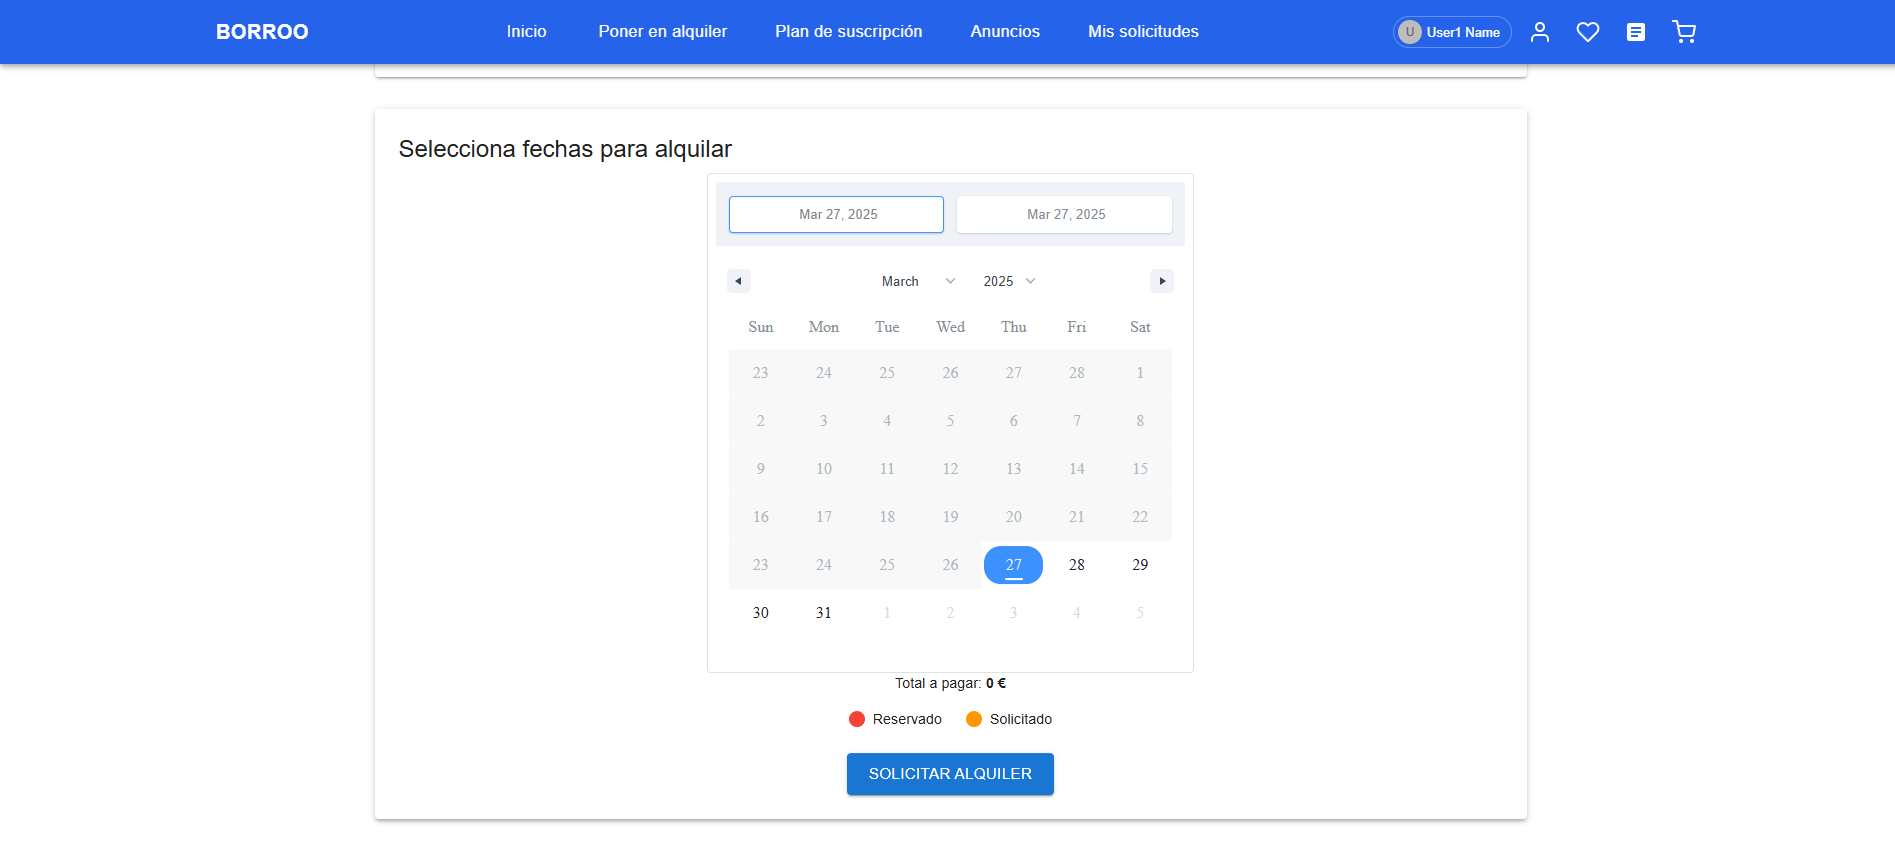 BORROO Inicio Poner en alquiler Plan de suscripción Anuncios Mis solicitudes U User1 Name
Selecciona fechas para alquilar
Mar 27, 2025 Mar 27, 2025
March 2025
Sun Mon Tue Wed Thu Fri Sat
23 24 25 26 27 28 1
2 3 4 5 6 7 8
9 10 11 12 13 14 15
16 17 18 19 20 21 22
23 24 25 26 27 28 29
30 31 1 2 3 4 5
Total a pagar: 0 €
Reservado Solicitado
SOLICITAR ALQUILER